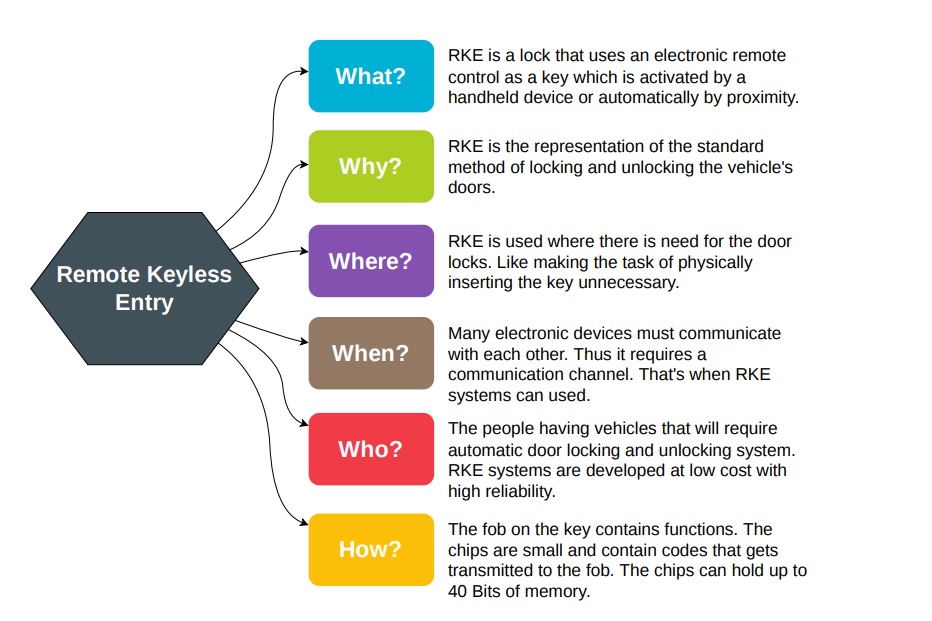 Remote Keyless
Entry
What?
RKE is a lock that uses an electronic remote
control as a key which is activated by a
handheld device or automatically by proximity.
Why?
RKE is the representation of the standard
method of locking and unlocking the vehicle's
doors.
Where?
RKE is used where there is need for the door
locks. Like making the task of physically
inserting the key unnecessary.
When?
Many electronic devices must communicate
with each other. Thus it requires a
communication channel. That's when RKE
systems can used.
Who?
The people having vehicles that will require
automatic door locking and unlocking system.
RKE systems are developed at low cost with
high reliability.
How?
The fob on the key contains functions. The
chips are small and contain codes that gets
transmitted to the fob. The chips can hold up to
40 Bits of memory.